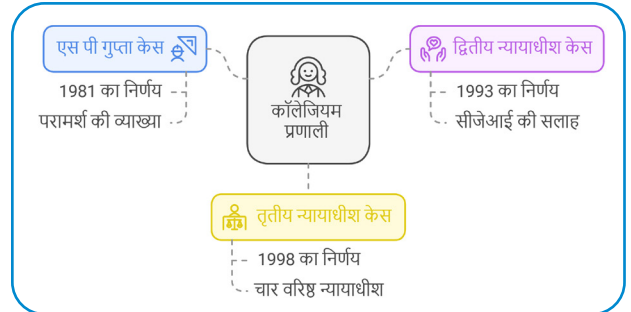 एस पी गुप्ता केस
1981 का निर्णय
परामर्श की व्याख्या
कॉलेजियम
प्रणाली
द्वितीय न्यायाधीश केस
1993 का निर्णय
सीजेआई की सलाह
तृतीय न्यायाधीश केस
1998 का निर्णय
चार वरिष्ठ न्यायाधीश